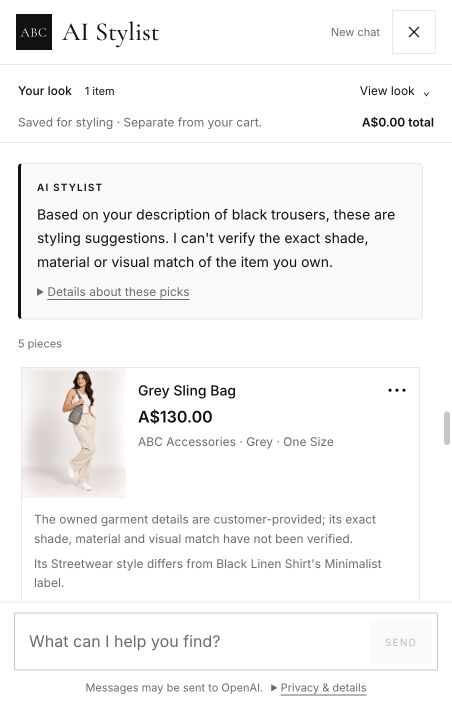 ABC AI Stylist New chat ×
Your look 1 item View look
Saved for styling · Separate from your cart. A$0.00 total
AI STYLIST
Based on your description of black trousers, these are
styling suggestions. I can't verify the exact shade,
material or visual match of the item you own.
Details about these picks
5 pieces
Grey Sling Bag
A$130.00
ABC Accessories · Grey · One Size
The owned garment details are customer-provided; its exact
shade, material and visual match have not been verified.
Its Streetwear style differs from Black Linen Shirt's Minimalist
label.
What can I help you find? SEND
Messages may be sent to OpenAI. Privacy & details